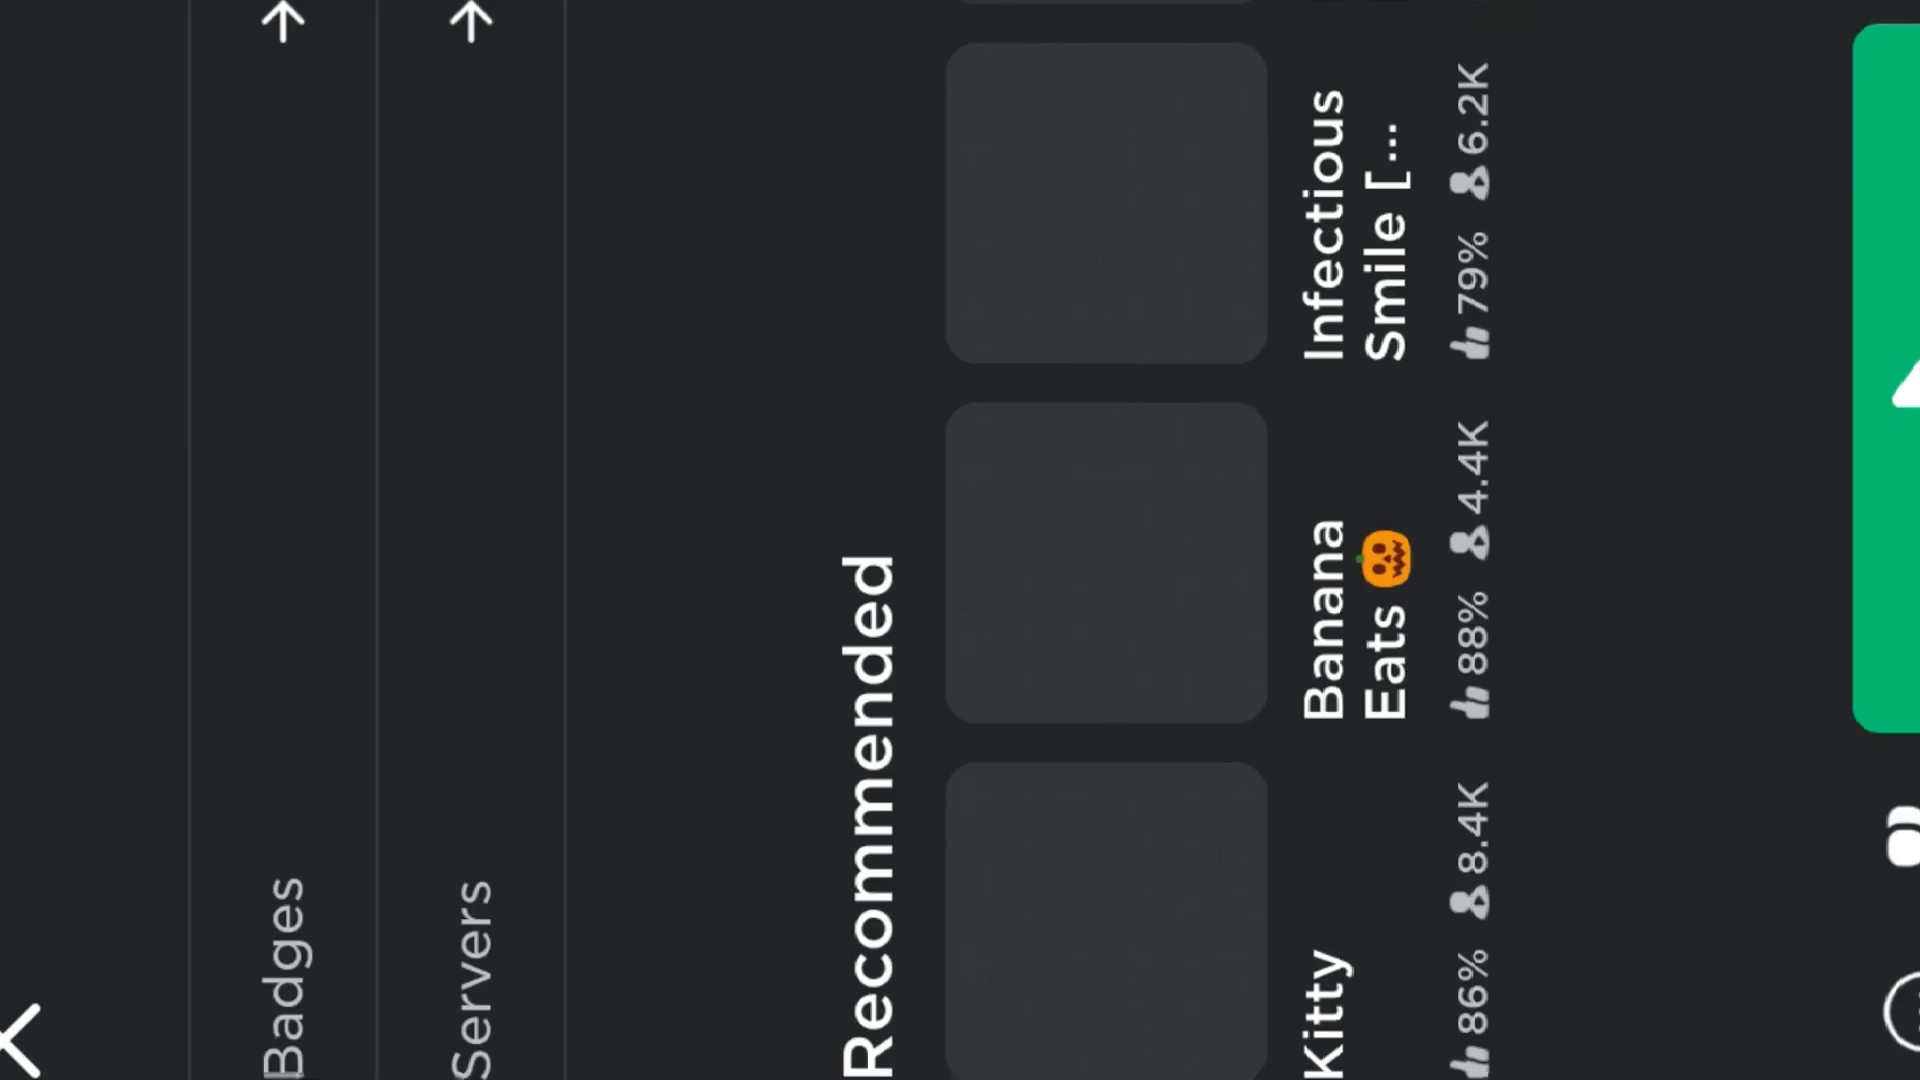 Badges
Servers
Recommended
Kitty
86% 8.4K
Banana
Eats 🎃
88% 4.4K
Infectious
Smile [...
79% 6.2K